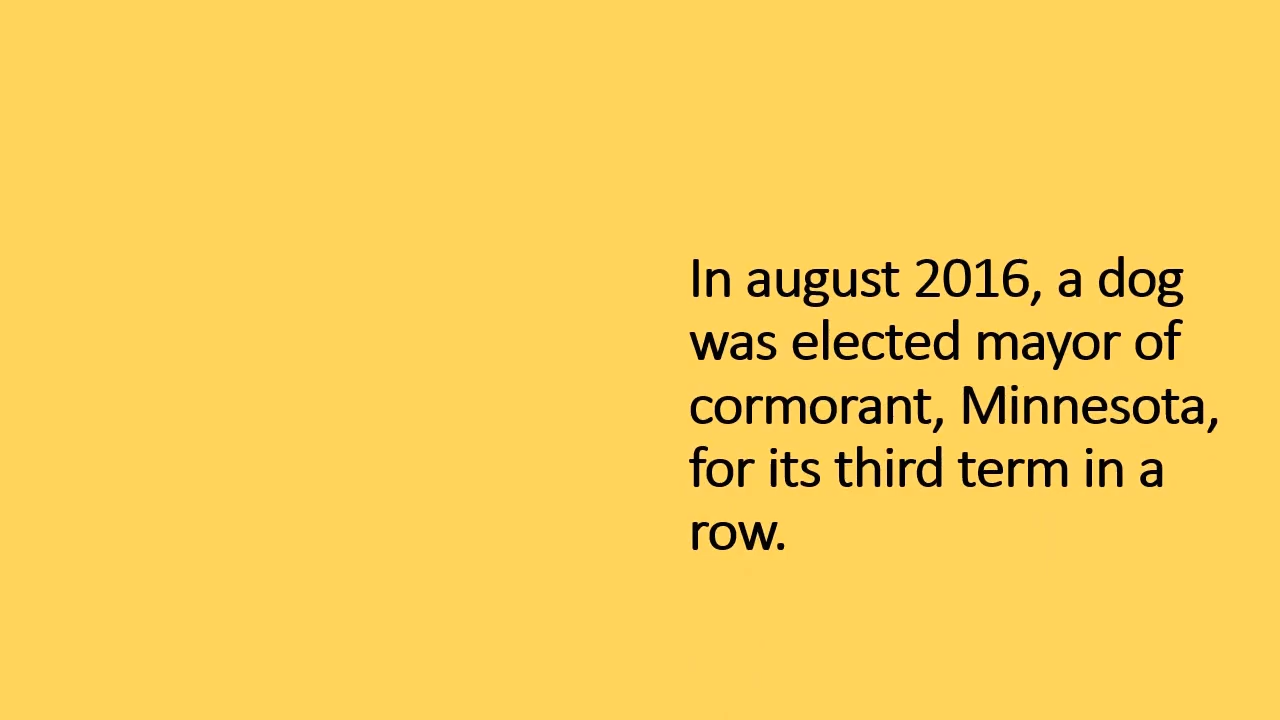 In august 2016, a dog
was elected mayor of
cormorant, Minnesota,
for its third term in a
row.